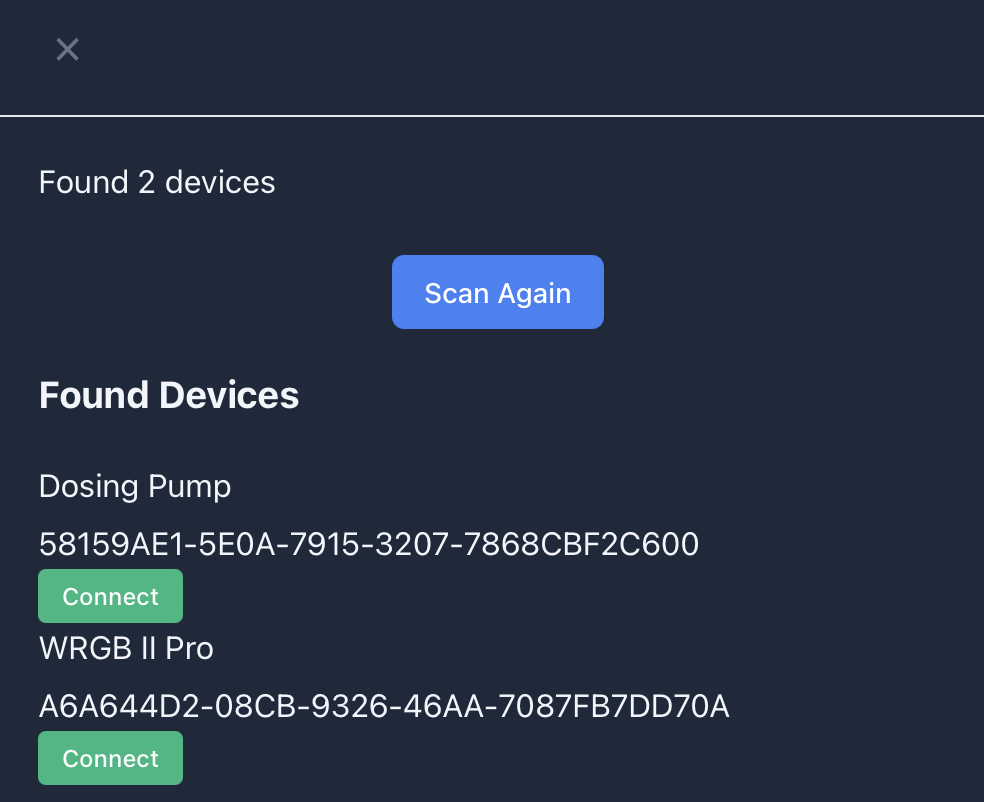 Found 2 devices
Scan Again
Found Devices
Dosing Pump
58159AE1-5E0A-7915-3207-7868CBF2C600
Connect
WRGB II Pro
A6A644D2-08CB-9326-46AA-7087FB7DD70A
Connect